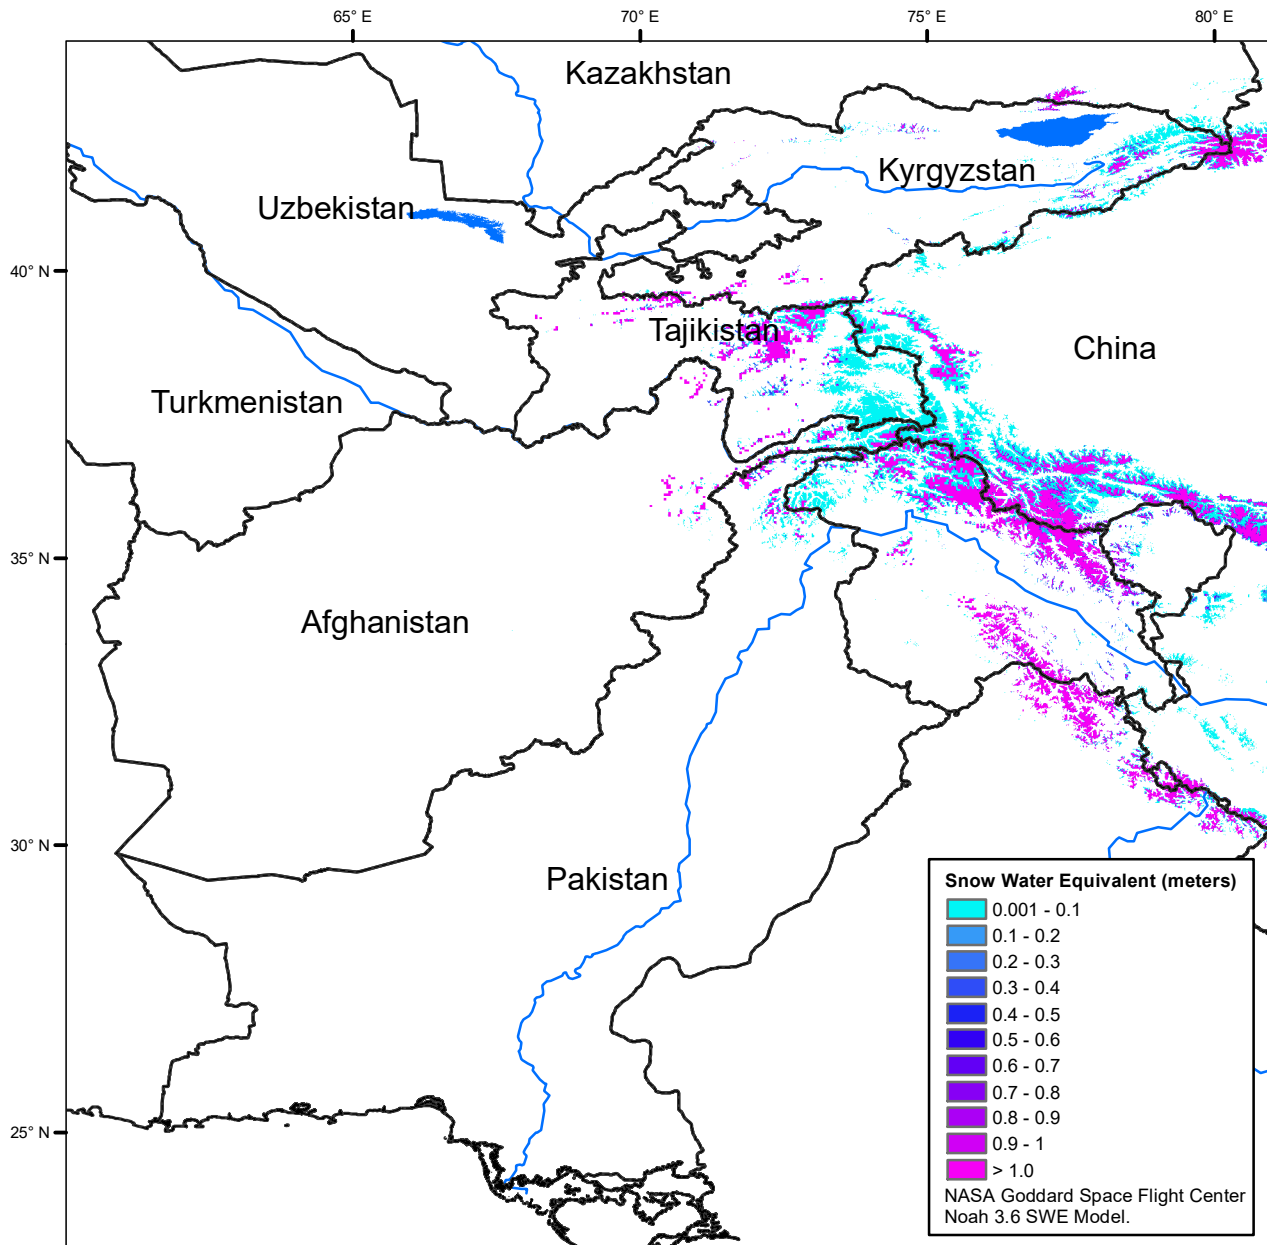 65° E
70° E
75° E
80° E
Kazakhstan
Kyrgyzstan
Uzbekistan
40° N
Tajikistan
China
Turkmenistan
35° N
Afghanistan
30° N
Pakistan
25° N
Snow Water Equivalent (meters)
0.001 - 0.1
0.1 - 0.2
0.2 - 0.3
0.3 - 0.4
0.4 - 0.5
0.5 - 0.6
0.6 - 0.7
0.7 - 0.8
0.8 - 0.9
0.9 - 1
> 1.0
NASA Goddard Space Flight Center
Noah 3.6 SWE Model.